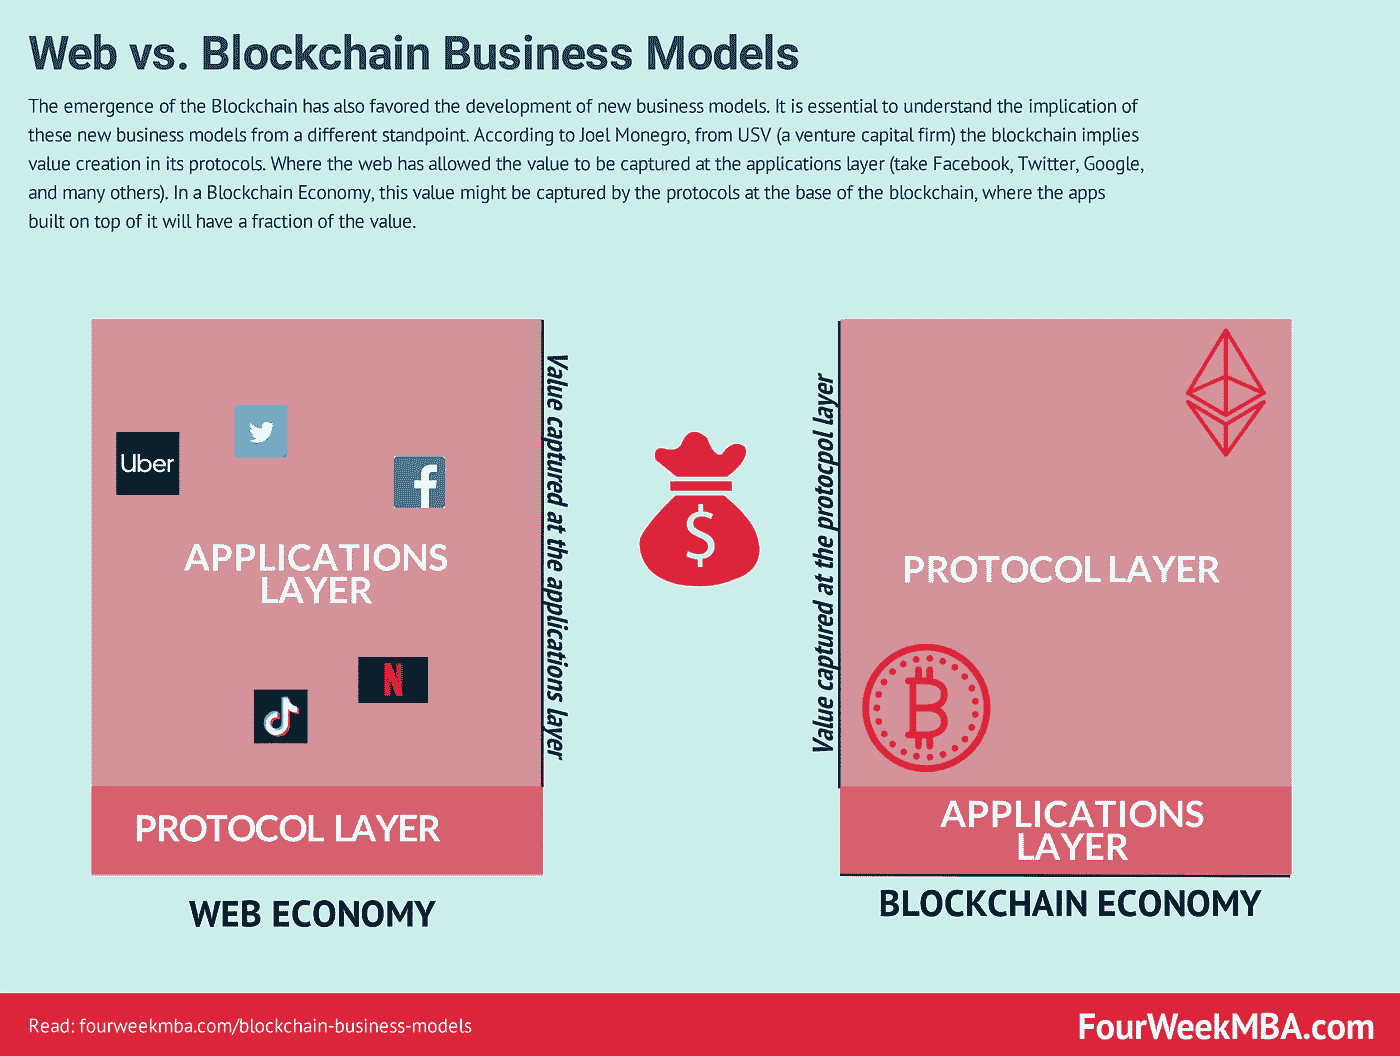 Web vs. Blockchain Business Models
The emergence of the Blockchain has also favored the development of new business models. It is essential to understand the implication of
these new business models from a different standpoint. According to Joel Monegro, from USV (a venture capital firm) the blockchain implies
value creation in its protocols. Where the web has allowed the value to be captured at the applications layer (take Facebook, Twitter, Google,
and many others). In a Blockchain Economy, this value might be captured by the protocols at the base of the blockchain, where the apps
built on top of it will have a fraction of the value.
Uber
APPLICATIONS
LAYER
N
PROTOCOL LAYER
WEB ECONOMY
Value captured at the applications layer
$
Value captured at the protocpol layer
PROTOCOL LAYER
APPLICATIONS
LAYER
BLOCKCHAIN ECONOMY
Read: fourweekmba.com/blockchain-business-models
FourWeekMBA.com